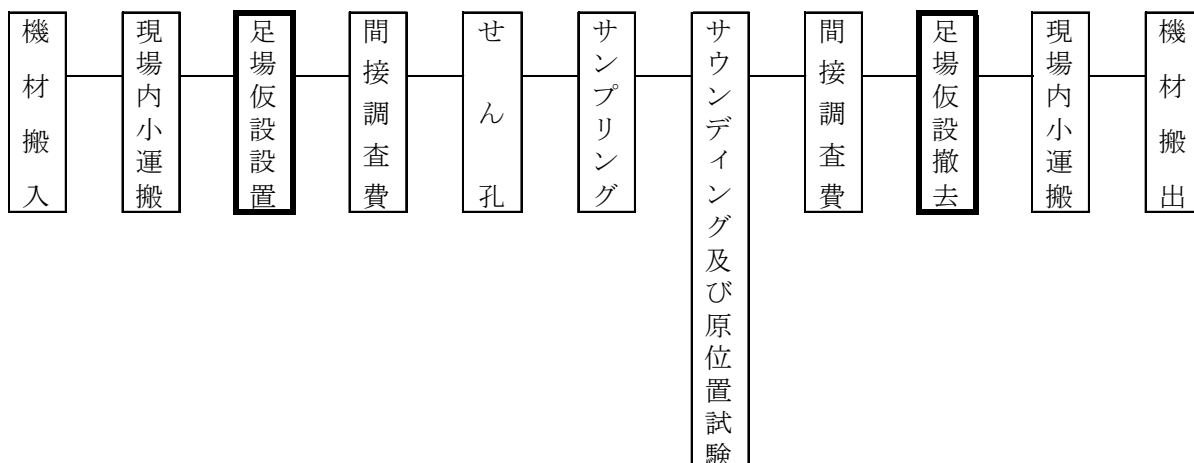 機材搬入
現場内小運搬
足場仮設設置
間接調査費
せん孔
サンプリング
サウンディング及び原位置試験
間接調査費
足場仮設撤去
現場内小運搬
機材搬出